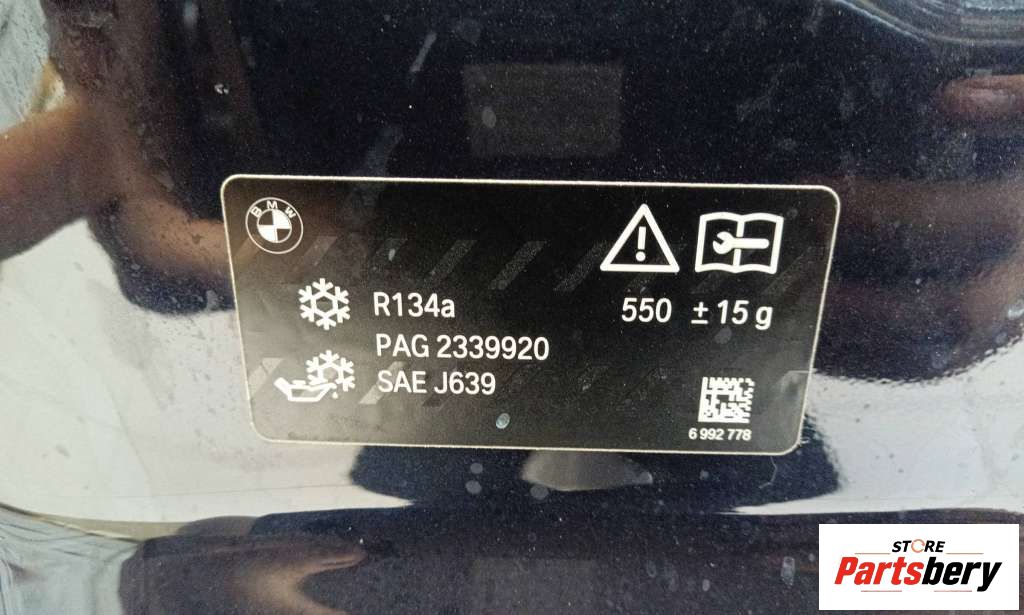 BMW
R134a
550 ± 15 g
PAG 2339920
SAE J639
6 992 778
STORE
Partsbery